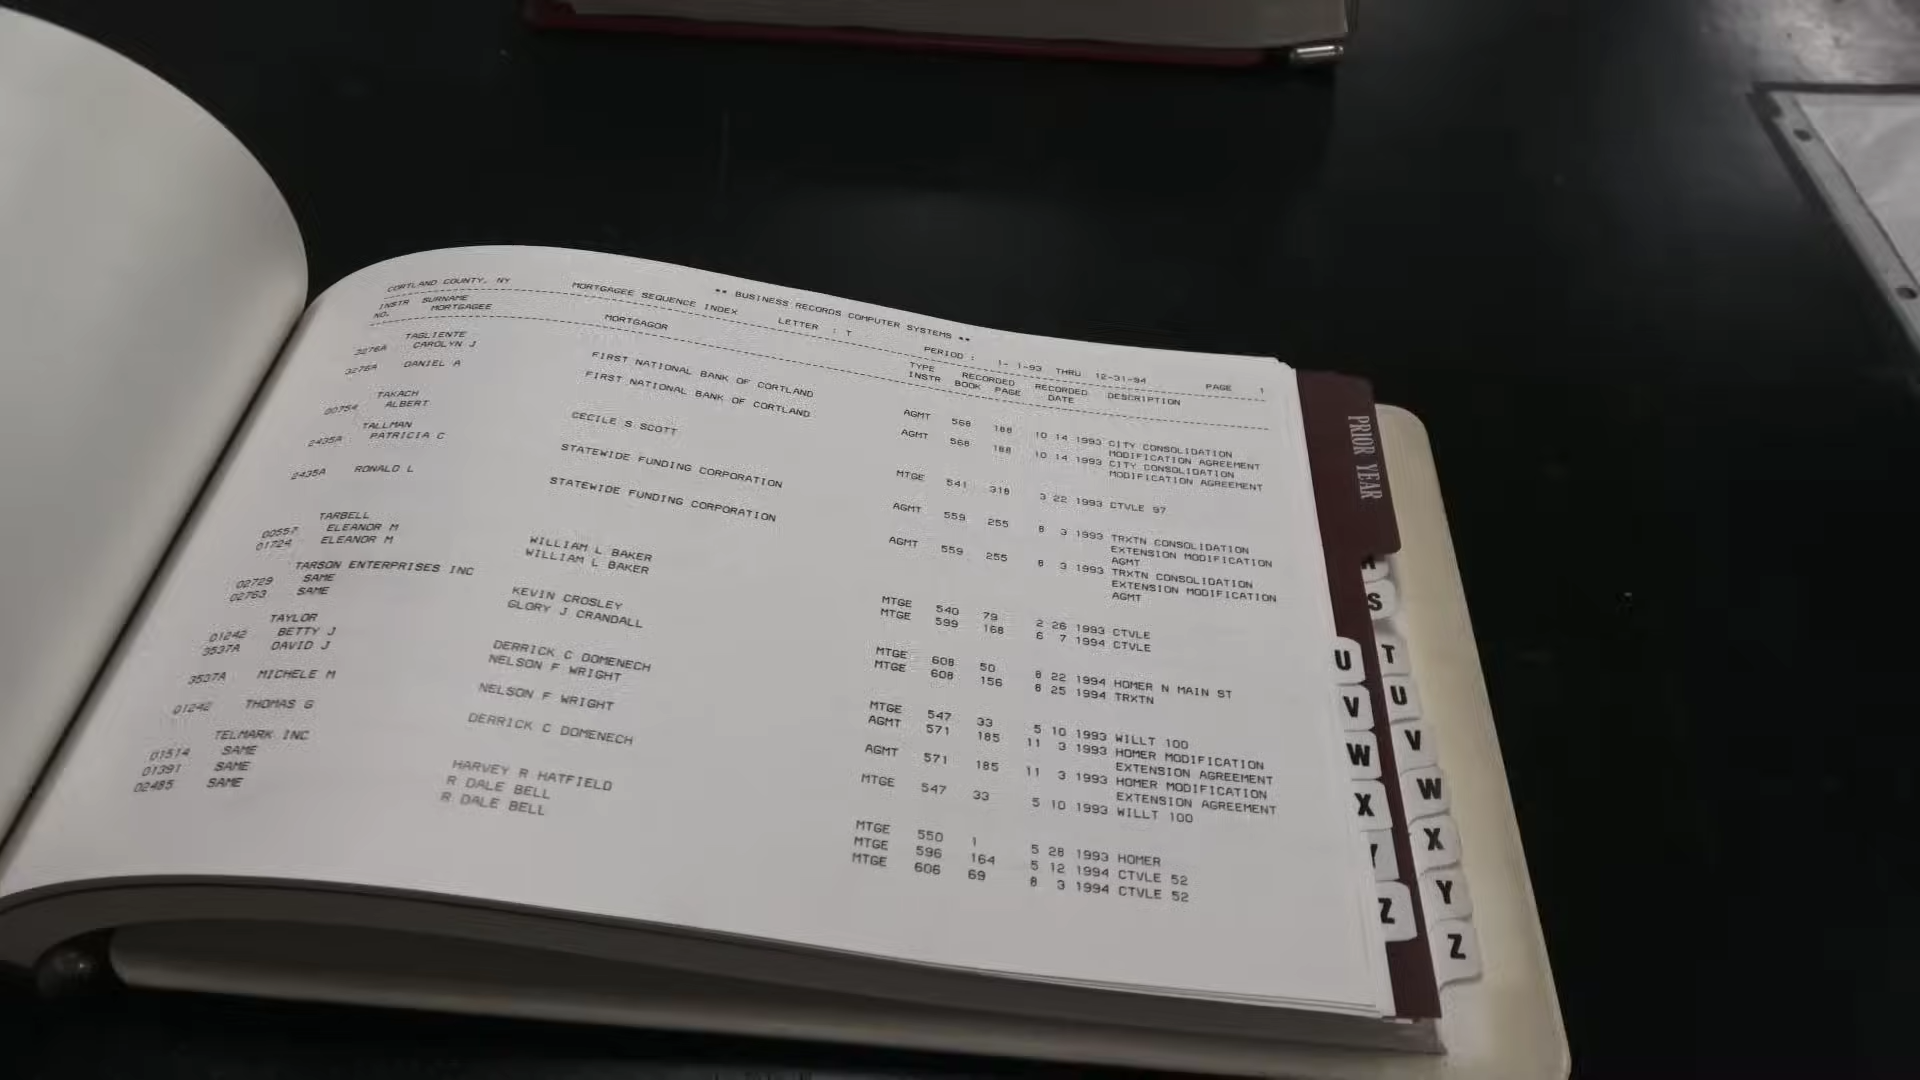 ** BUSINESS RECORDS COMPUTER SYSTEMS **
CORTLAND COUNTY, NY MORTGAGEE SEQUENCE INDEX LETTER : T PERIOD : 1- 1-93 THRU 12-31-94 PAGE 1
INSTR SURNAME MORTGAGOR TYPE RECORDED RECORDED DESCRIPTION
NO. MORTGAGEE INSTR BOOK PAGE DATE
TAGLIENTE
3276A CAROLYN J FIRST NATIONAL BANK OF CORTLAND AGMT 568 188 10 14 1993 CITY CONSOLIDATION
MODIFICATION AGREEMENT
3276A DANIEL A FIRST NATIONAL BANK OF CORTLAND AGMT 568 188 10 14 1993 CITY CONSOLIDATION
MODIFICATION AGREEMENT
TAKACH
00754 ALBERT CECILE S SCOTT MTGE 541 318 3 22 1993 CTVLE 97
TALLMAN
2435A PATRICIA C STATEWIDE FUNDING CORPORATION AGMT 559 255 8 3 1993 TRXTN CONSOLIDATION
EXTENSION MODIFICATION
AGMT
2435A RONALD L STATEWIDE FUNDING CORPORATION AGMT 559 255 8 3 1993 TRXTN CONSOLIDATION
EXTENSION MODIFICATION
AGMT
TARBELL
00557 ELEANOR M WILLIAM L BAKER MTGE 540 79 2 26 1993 CTVLE
01724 ELEANOR M WILLIAM L BAKER MTGE 599 168 6 7 1994 CTVLE
TARSON ENTERPRISES INC
02729 SAME KEVIN CROSLEY MTGE 608 50 8 22 1994 HOMER N MAIN ST
02763 SAME GLORY J CRANDALL MTGE 608 156 8 25 1994 TRXTN
TAYLOR
01242 BETTY J DERRICK C DOMENECH MTGE 547 33 5 10 1993 WILLT 100
3537A DAVID J NELSON F WRIGHT AGMT 571 185 11 3 1993 HOMER MODIFICATION
EXTENSION AGREEMENT
3537A MICHELE M NELSON F WRIGHT AGMT 571 185 11 3 1993 HOMER MODIFICATION
EXTENSION AGREEMENT
01242 THOMAS G DERRICK C DOMENECH MTGE 547 33 5 10 1993 WILLT 100
TELMARK INC
01514 SAME HARVEY R HATFIELD MTGE 550 1 5 28 1993 HOMER
01391 SAME R DALE BELL MTGE 596 164 5 12 1994 CTVLE 52
02485 SAME R DALE BELL MTGE 606 69 8 3 1994 CTVLE 52
PRIOR YEAR
U
V
W
X
Y
Z
S
T
U
V
W
X
Y
Z